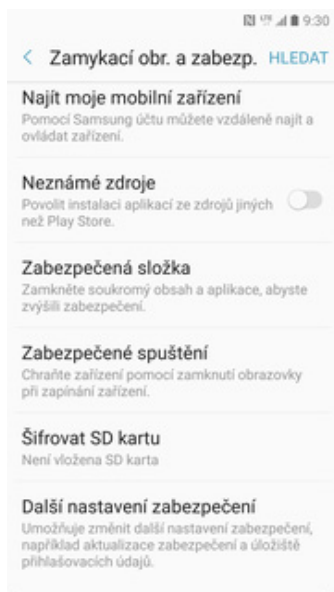 9:30
Zamykací obr. a zabezp. HLEDAT
Najít moje mobilní zařízení
Pomocí Samsung účtu můžete vzdáleně najít a
ovládat zařízení.
Neznámé zdroje
Povolit instalaci aplikací ze zdrojů jiných
než Play Store.
Zabezpečená složka
Zamkněte soukromý obsah a aplikace, abyste
zvýšili zabezpečení.
Zabezpečené spuštění
Chraňte zařízení pomocí zamknutí obrazovky
při zapínání zařízení.
Šifrovat SD kartu
Není vložena SD karta
Další nastavení zabezpečení
Umožňuje změnit další nastavení zabezpečení,
například aktualizace zabezpečení a úložiště
přihlašovacích údajů.